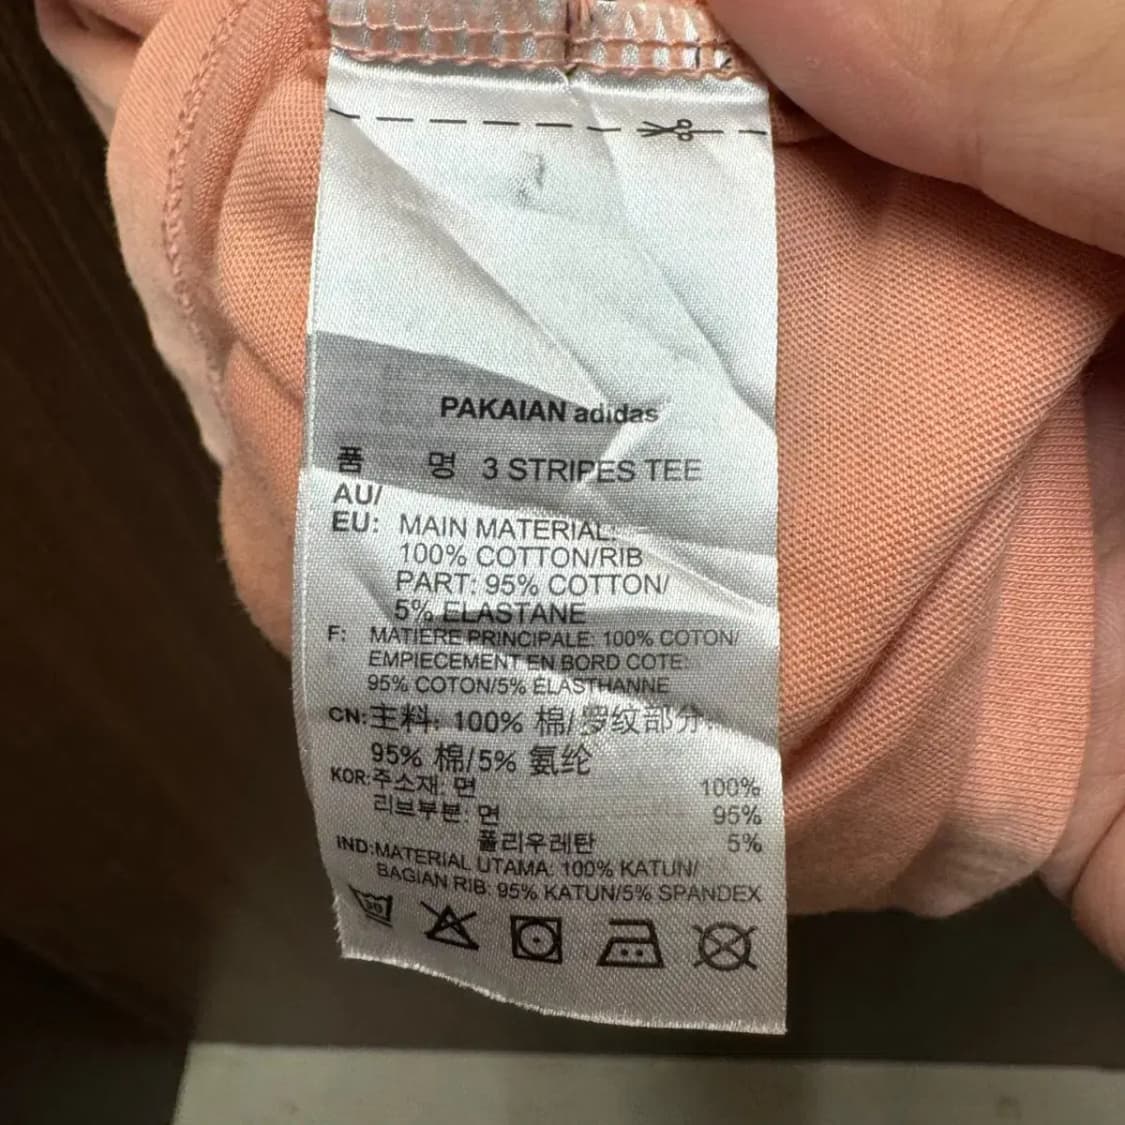 PAKAIAN adidas
품 명 3 STRIPES TEE
AU/
EU: MAIN MATERIAL:
100% COTTON/RIB
PART: 95% COTTON/
5% ELASTANE
F: MATIERE PRINCIPALE: 100% COTON/
EMPIECEMENT EN BORD COTE:
95% COTON/5% ELASTHANNE
CN:主料: 100% 棉/罗纹部分:
95% 棉/5% 氨纶
KOR:주소재: 면 100%
리브부분: 면 95%
폴리우레탄 5%
IND:MATERIAL UTAMA: 100% KATUN/
BAGIAN RIB: 95% KATUN/5% SPANDEX
30